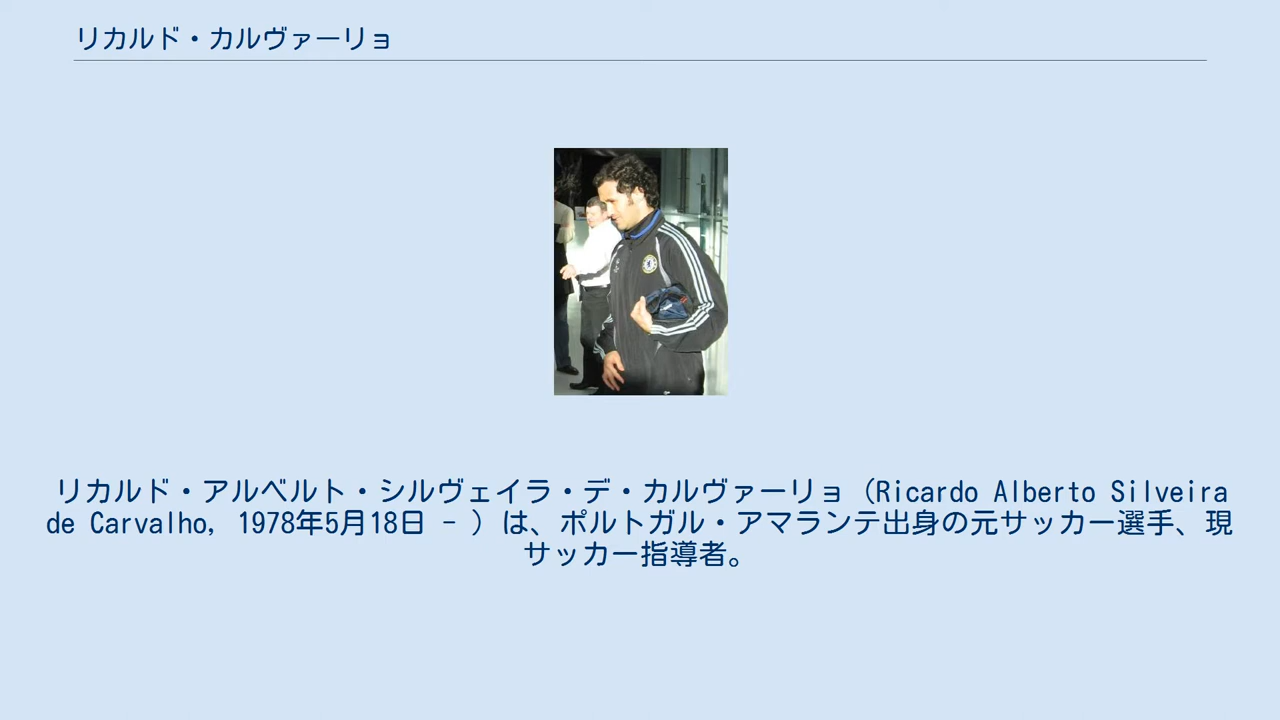 リカルド・カルヴァーリョ
リカルド・アルベルト・シルヴェイラ・デ・カルヴァーリョ（Ricardo Alberto Silveira
de Carvalho, 1978年5月18日 - ）は、ポルトガル・アマランテ出身の元サッカー選手、現
サッカー指導者。